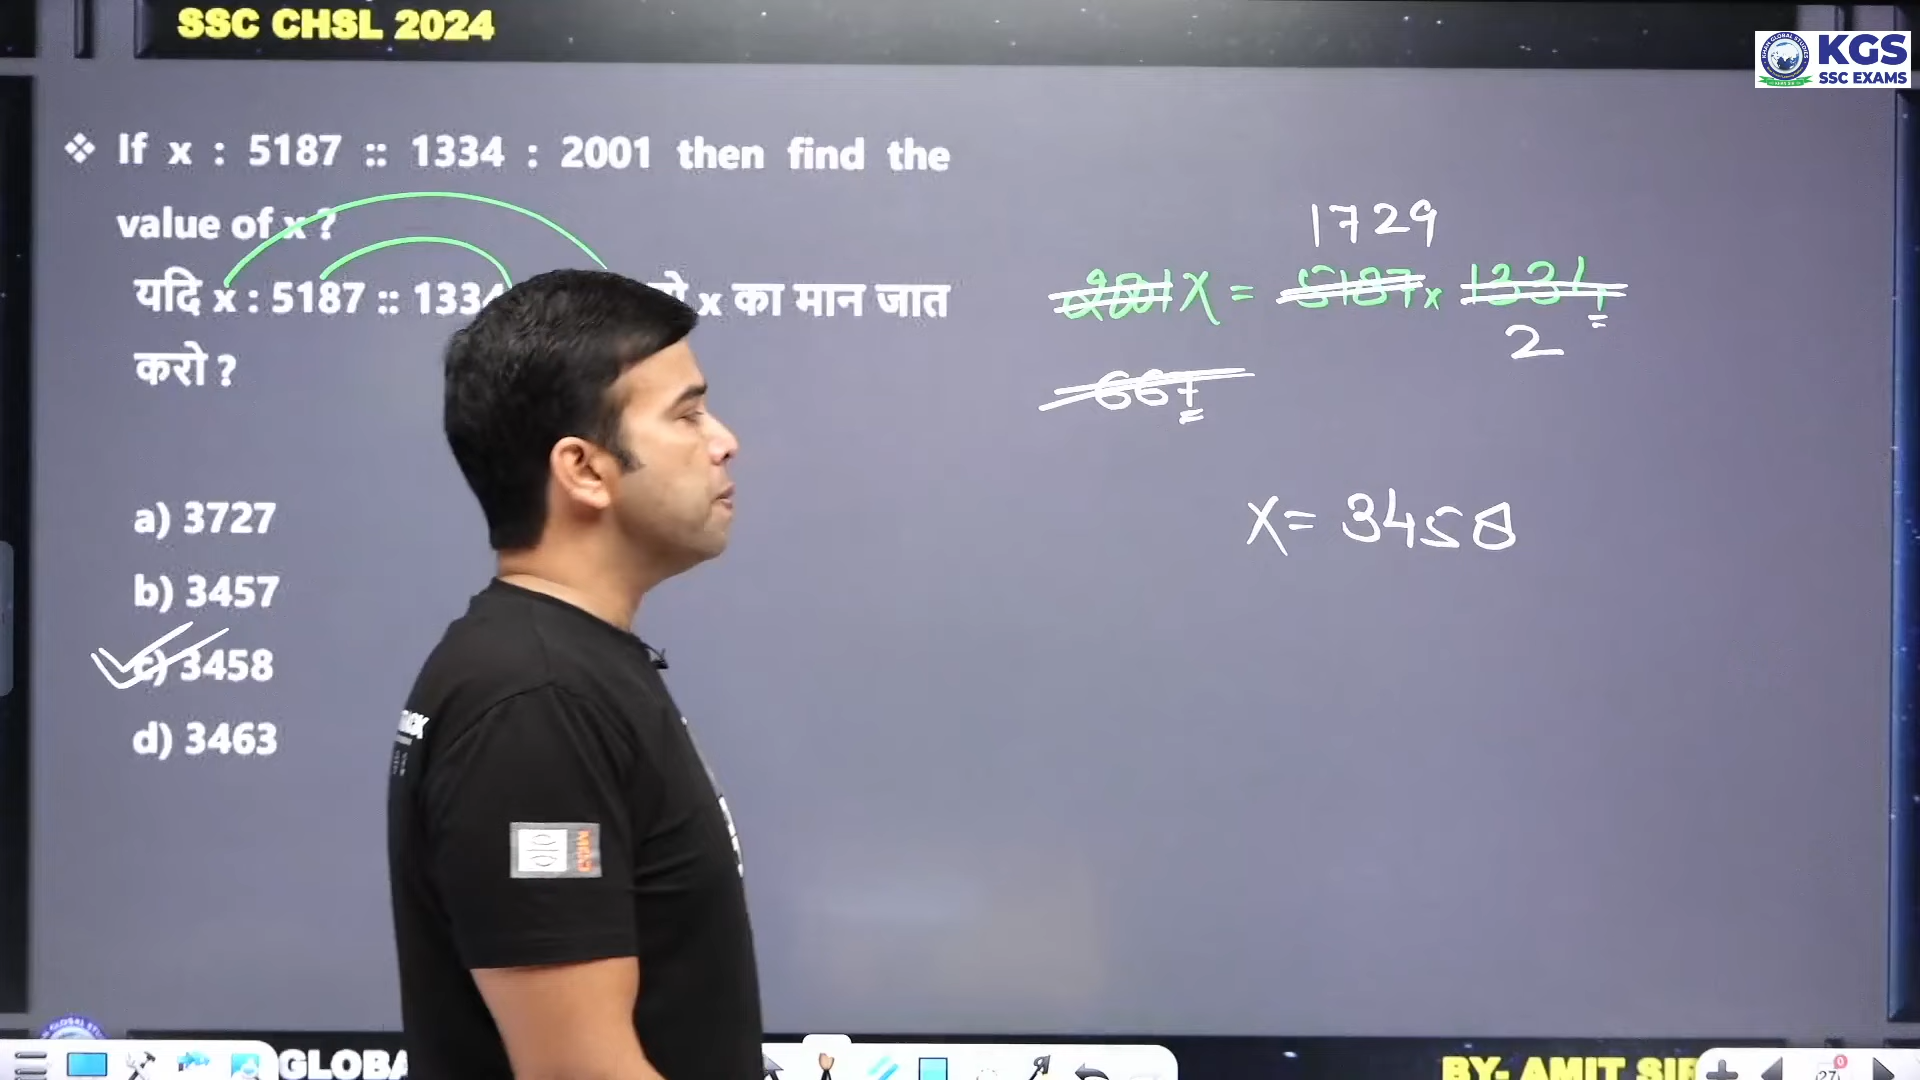 SSC CHSL 2024
KGS
SSC EXAMS
❖ If x : 5187 :: 1334 : 2001 then find the
value of x ?
यदि x : 5187 :: 1334 तो x का मान जात
करो ?
a) 3727
b) 3457
c) 3458
d) 3463
1729
2001 x = 5187 x 1334
2
667
x = 3458
GLOBA
BY- AMIT SIR